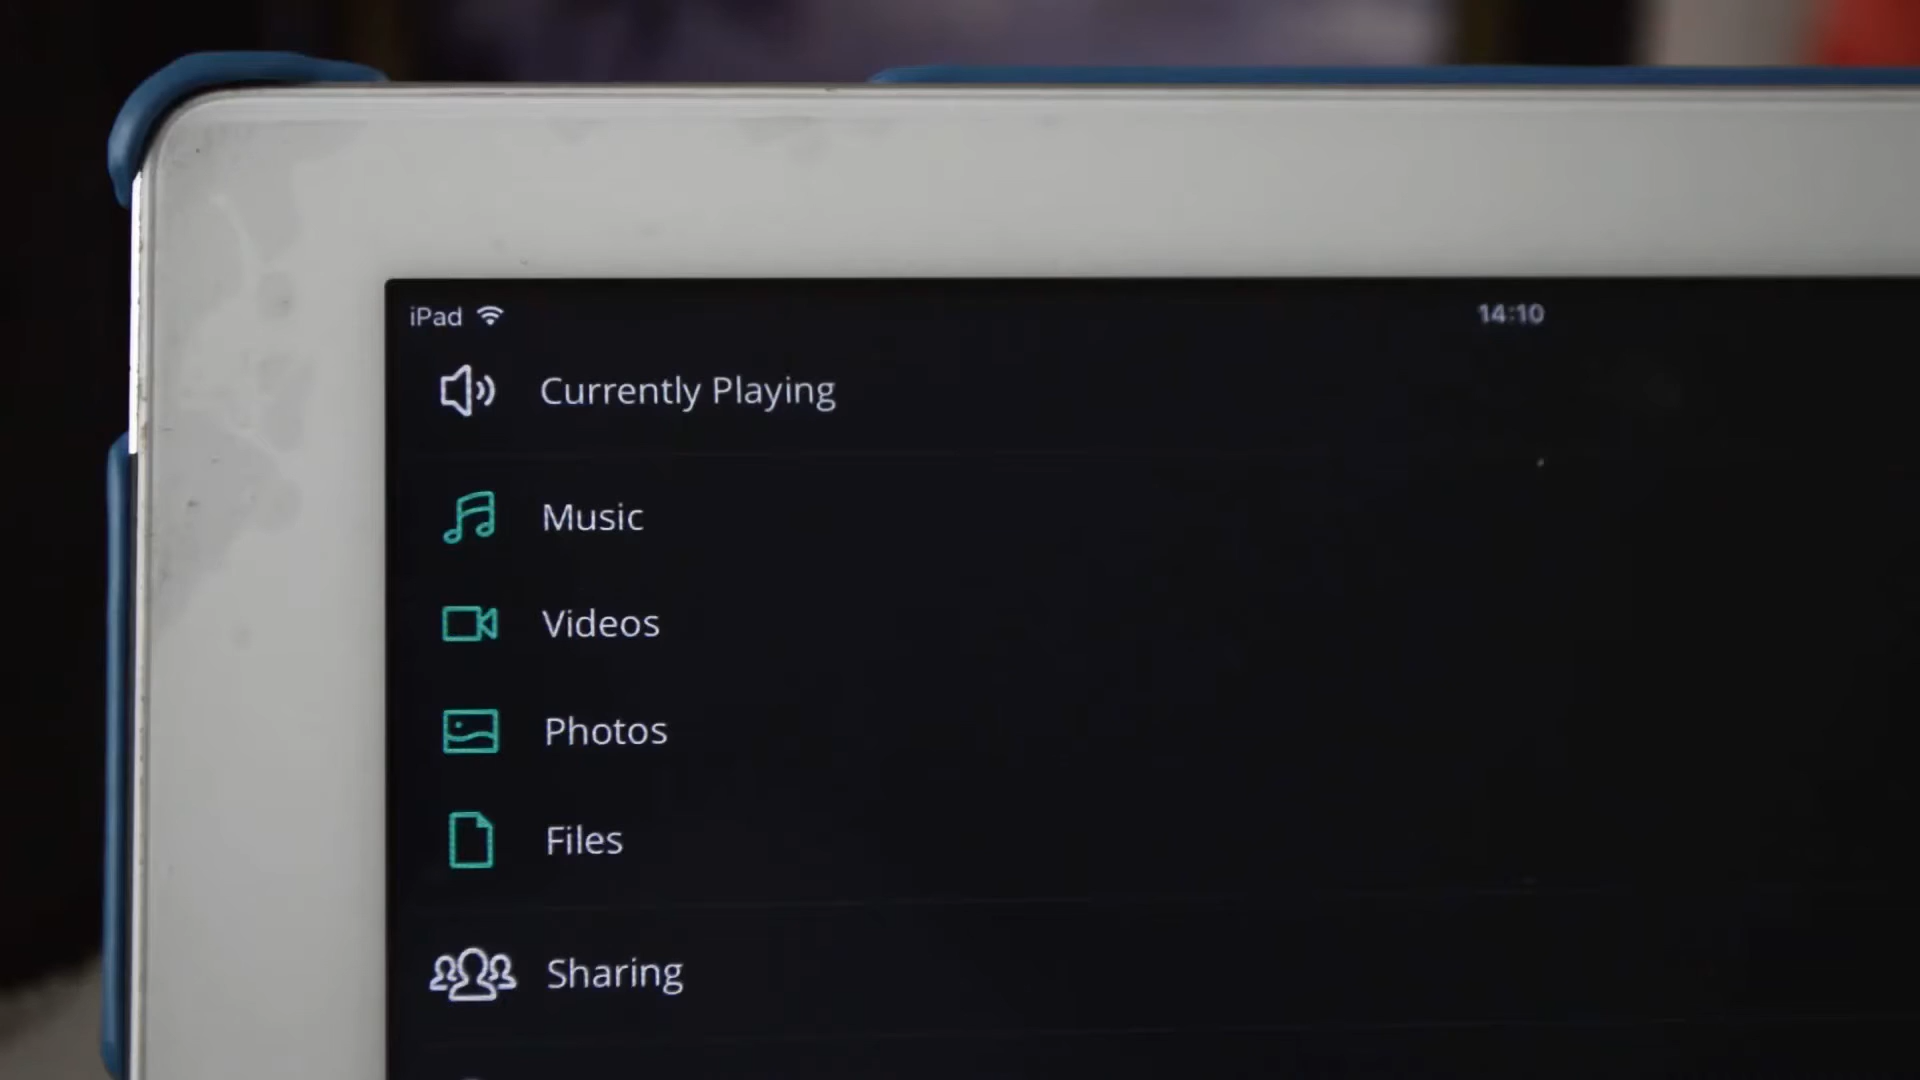 iPad 14:10
Currently Playing
Music
Videos
Photos
Files
Sharing